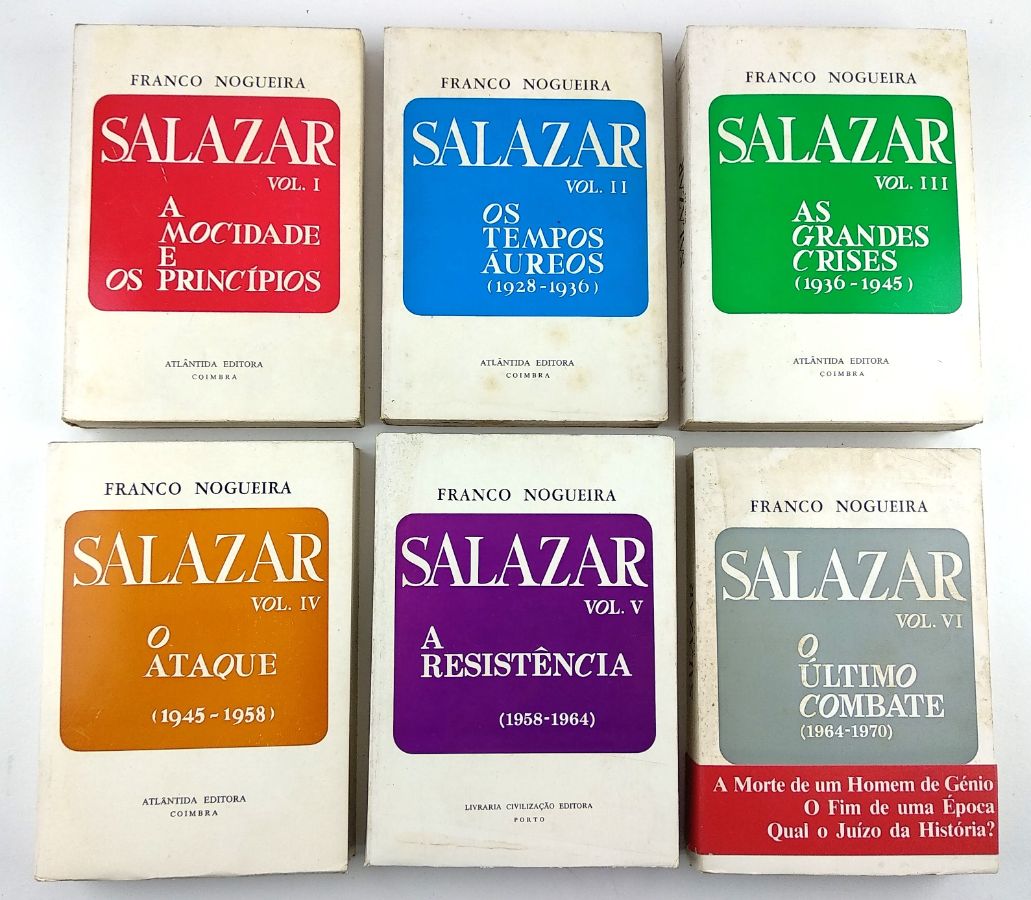 FRANCO NOGUEIRA
SALAZAR
VOL. I
A
MOCIDADE
E
OS PRINCÍPIOS
ATLÂNTIDA EDITORA
COIMBRA
FRANCO NOGUEIRA
SALAZAR
VOL. II
OS
TEMPOS
ÁUREOS
(1928-1936)
ATLÂNTIDA EDITORA
COIMBRA
FRANCO NOGUEIRA
SALAZAR
VOL. III
AS
GRANDES
CRISES
(1936-1945)
ATLÂNTIDA EDITORA
COIMBRA
FRANCO NOGUEIRA
SALAZAR
VOL. IV
O
ATAQUE
(1945-1958)
ATLÂNTIDA EDITORA
COIMBRA
FRANCO NOGUEIRA
SALAZAR
VOL. V
A
RESISTÊNCIA
(1958-1964)
LIVRARIA CIVILIZAÇÃO EDITORA
PORTO
FRANCO NOGUEIRA
SALAZAR
VOL. VI
O
ÚLTIMO
COMBATE
(1964-1970)
A Morte de um Homem de Génio
O Fim de uma Época
Qual o Juízo da História?